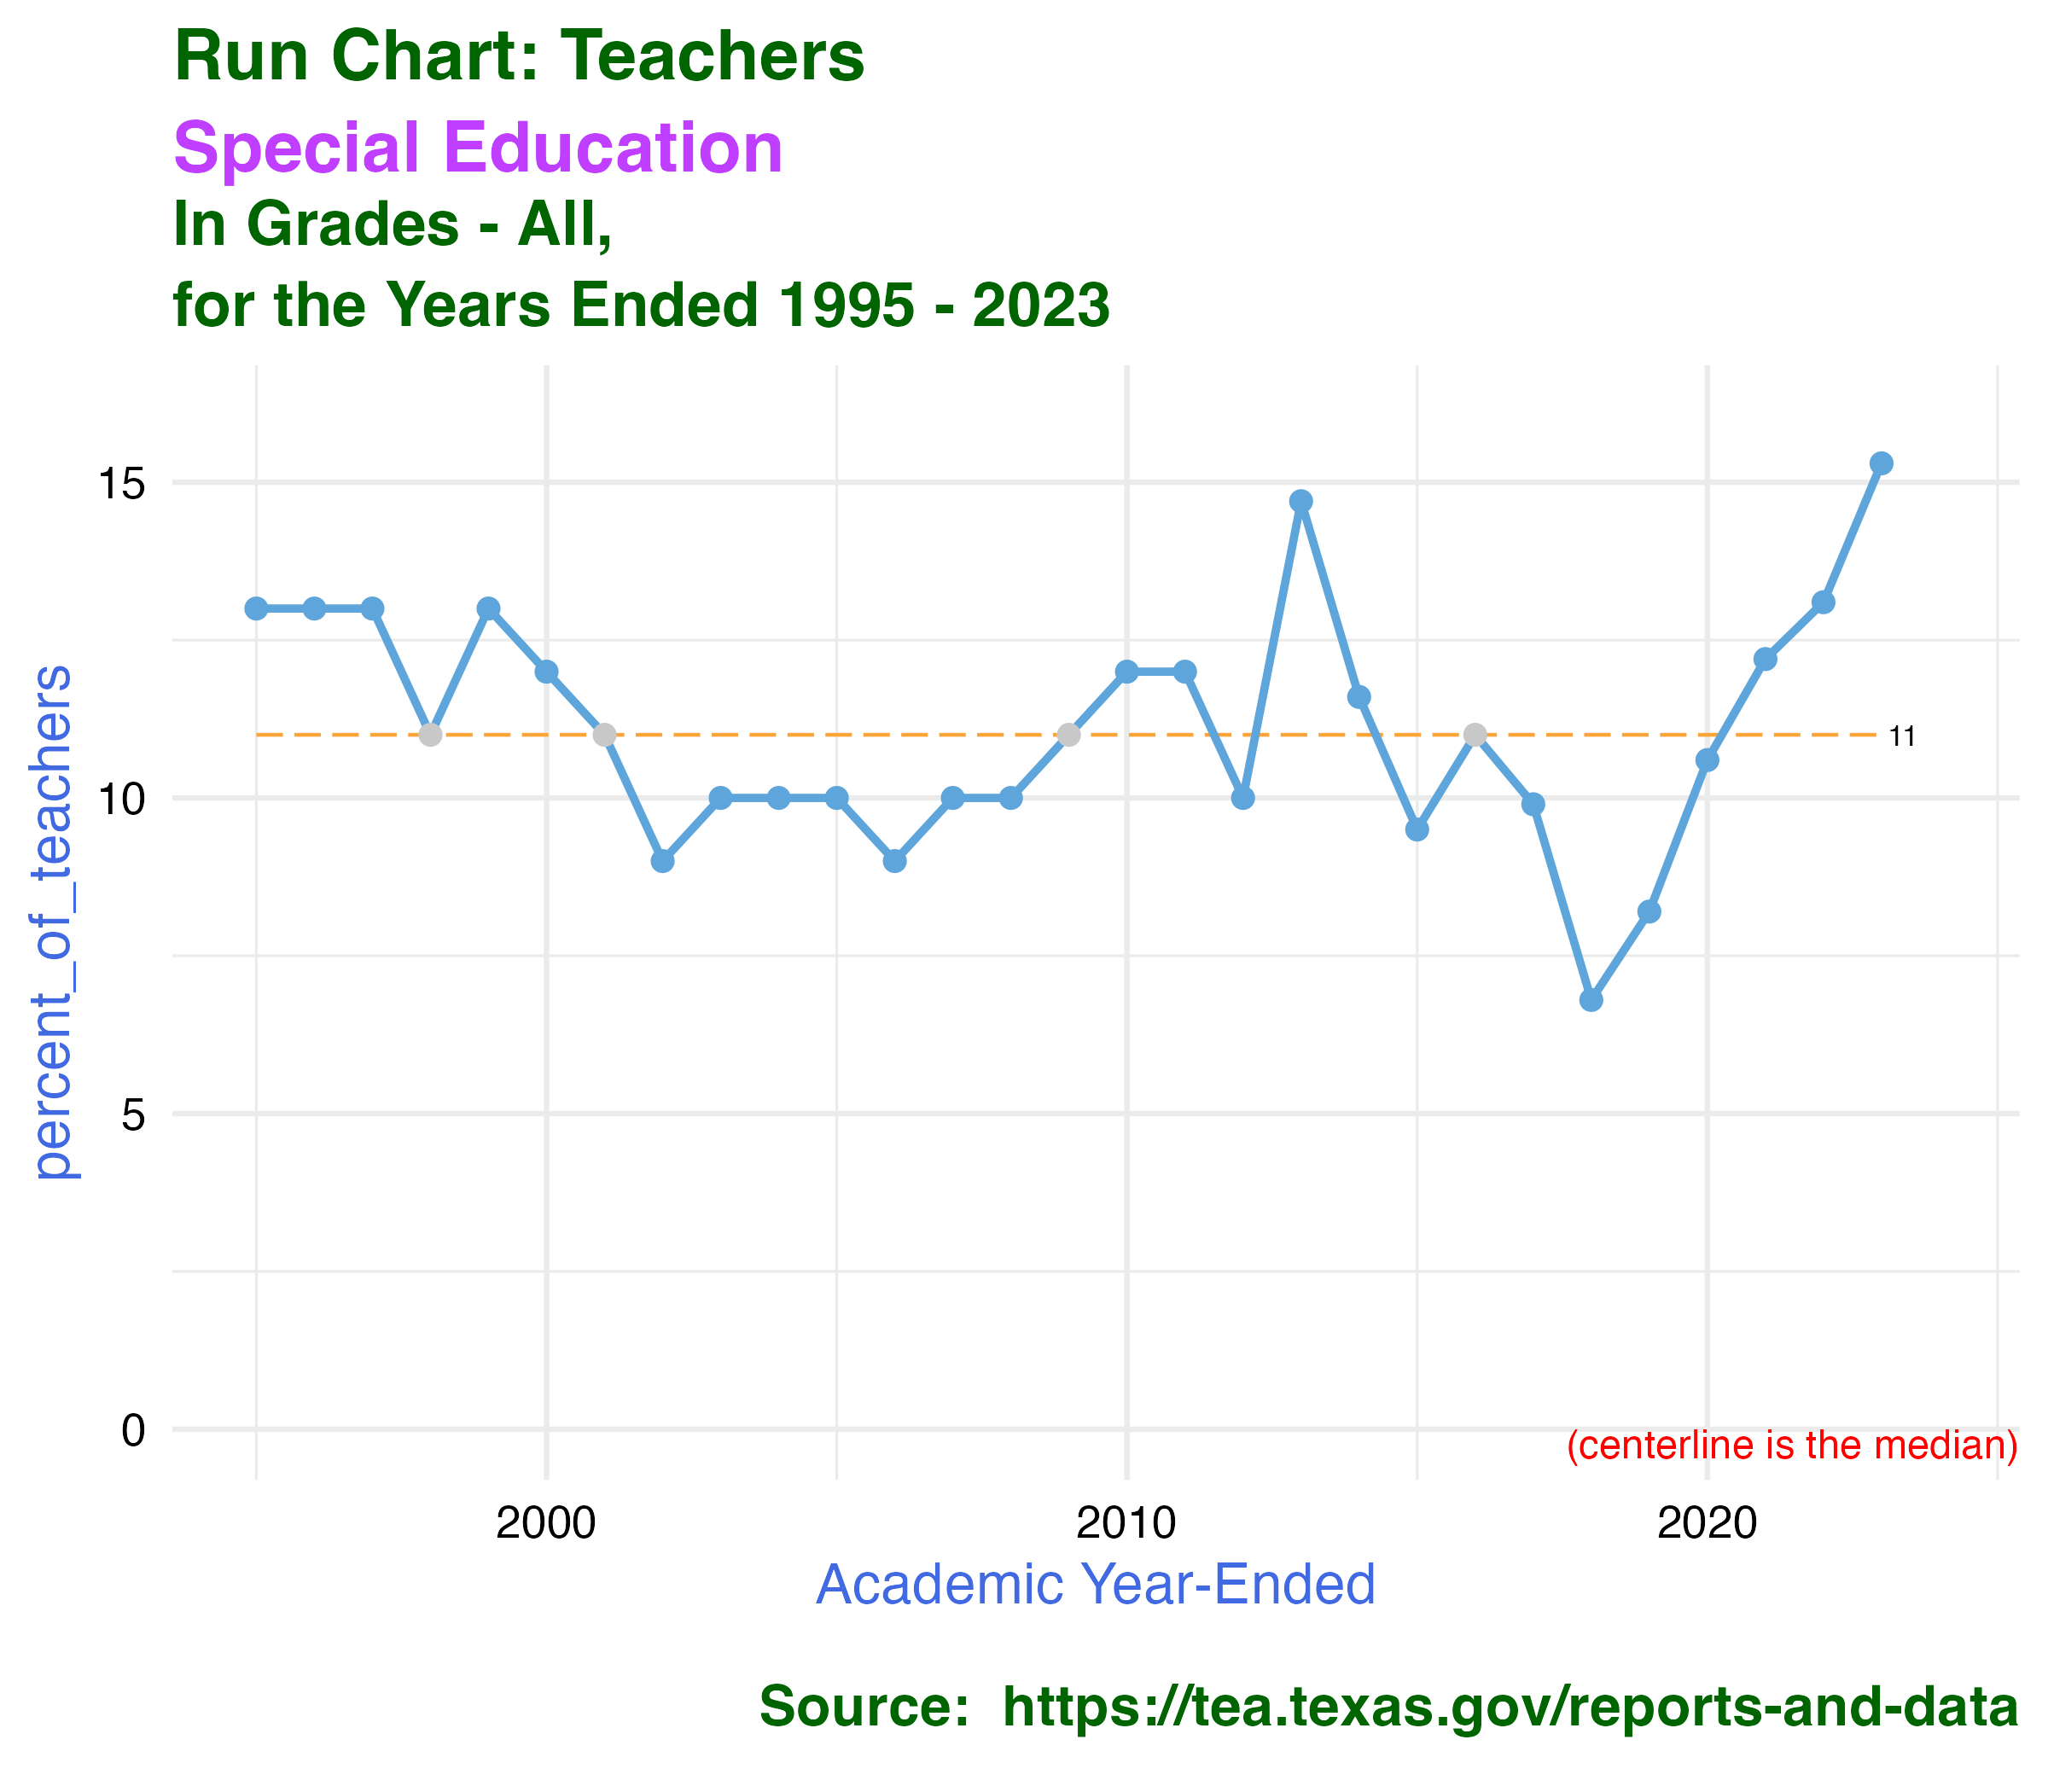 Run Chart: Teachers
Special Education
In Grades - All,
for the Years Ended 1995 - 2023
percent_of_teachers
15
10
5
0
11
(centerline is the median)
2000 2010 2020
Academic Year-Ended
Source:  https://tea.texas.gov/reports-and-data